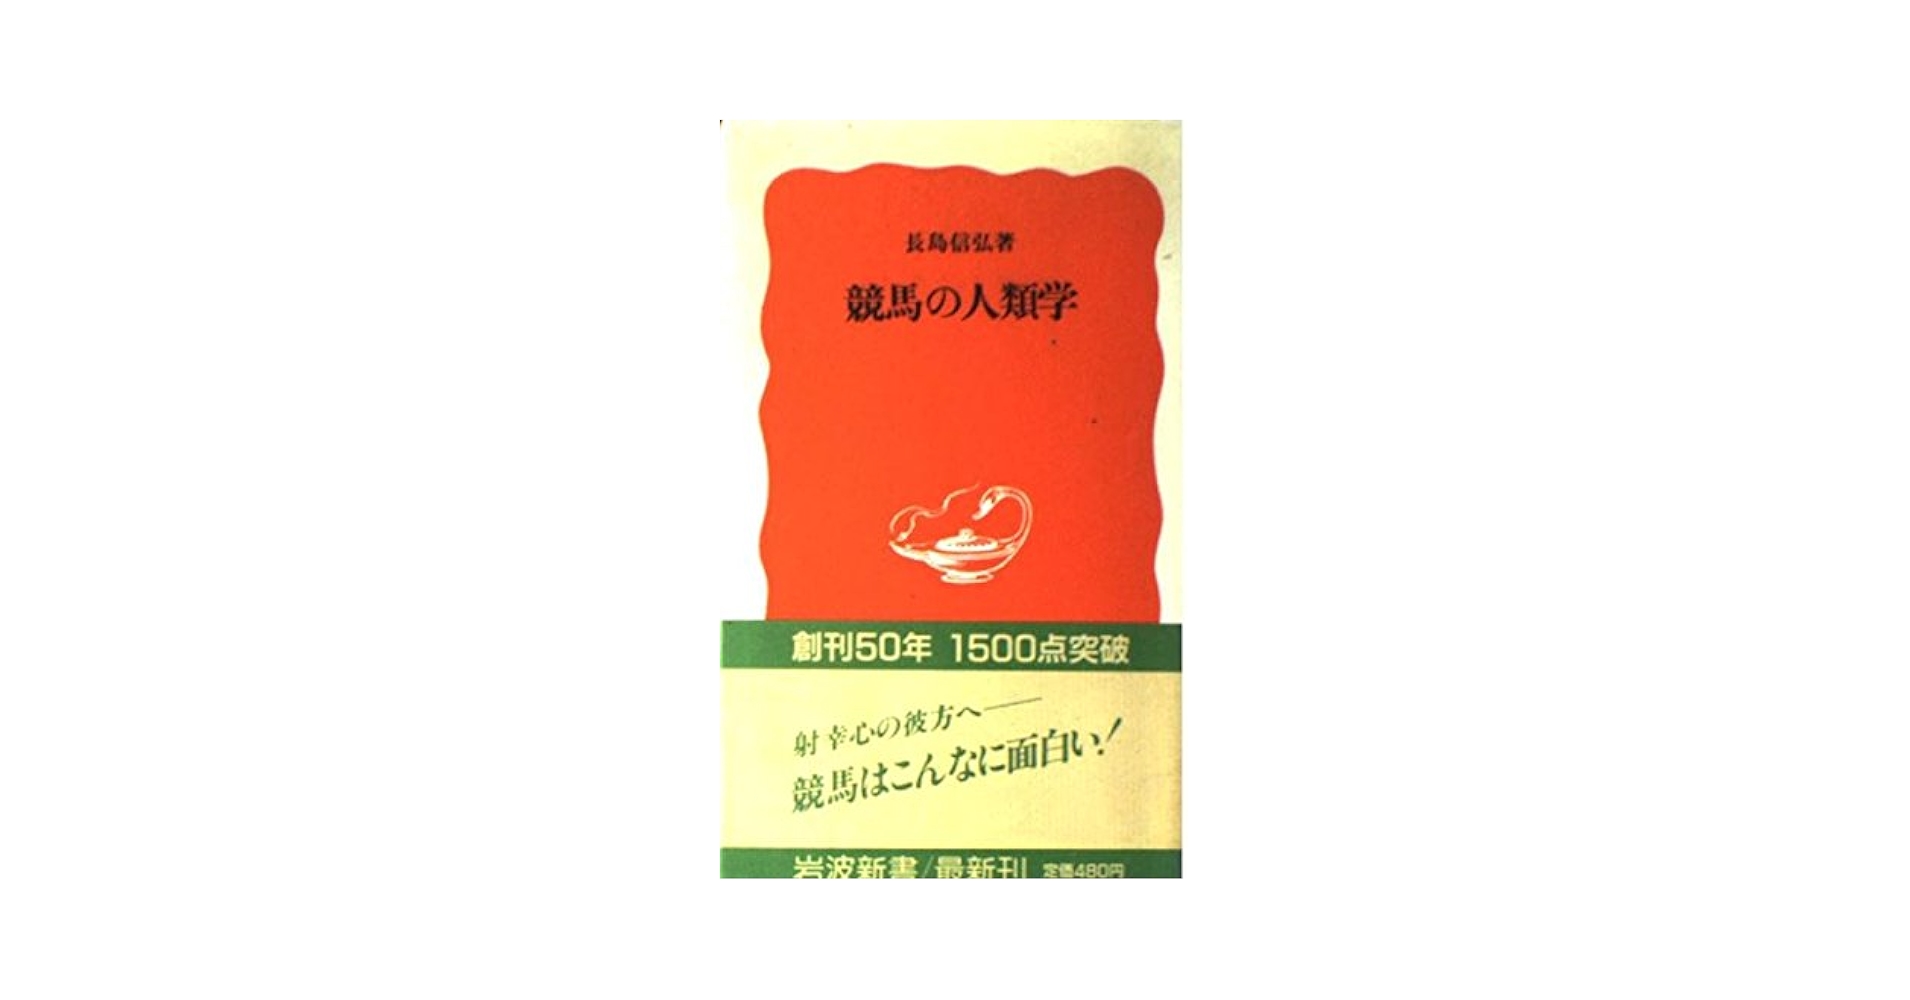 長島信弘著
競馬の人類学
創刊50年 1500点突破
射幸心の彼方へ——
競馬はこんなに面白い!
岩波新書/最新刊 定価480円